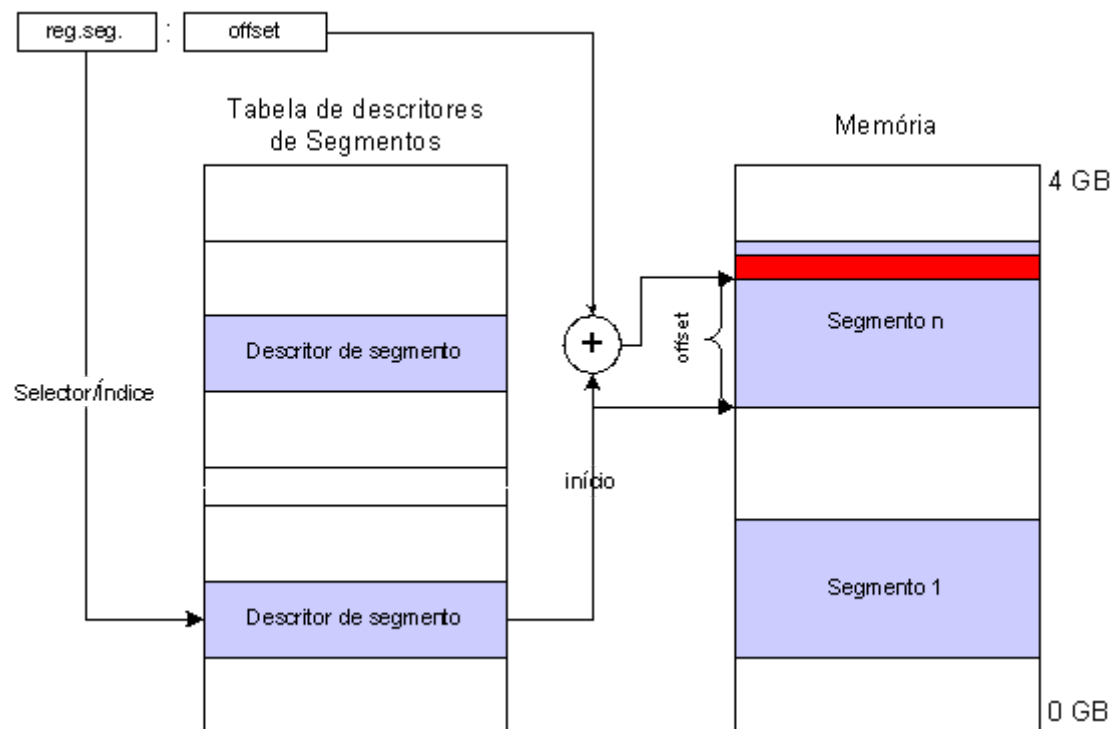 reg.seg. : offset
Tabela de descritores
de Segmentos
Memória
4 GB
Descritor de segmento
Segmento n
offset
Selector/Índice
início
Segmento 1
Descritor de segmento
0 GB
+